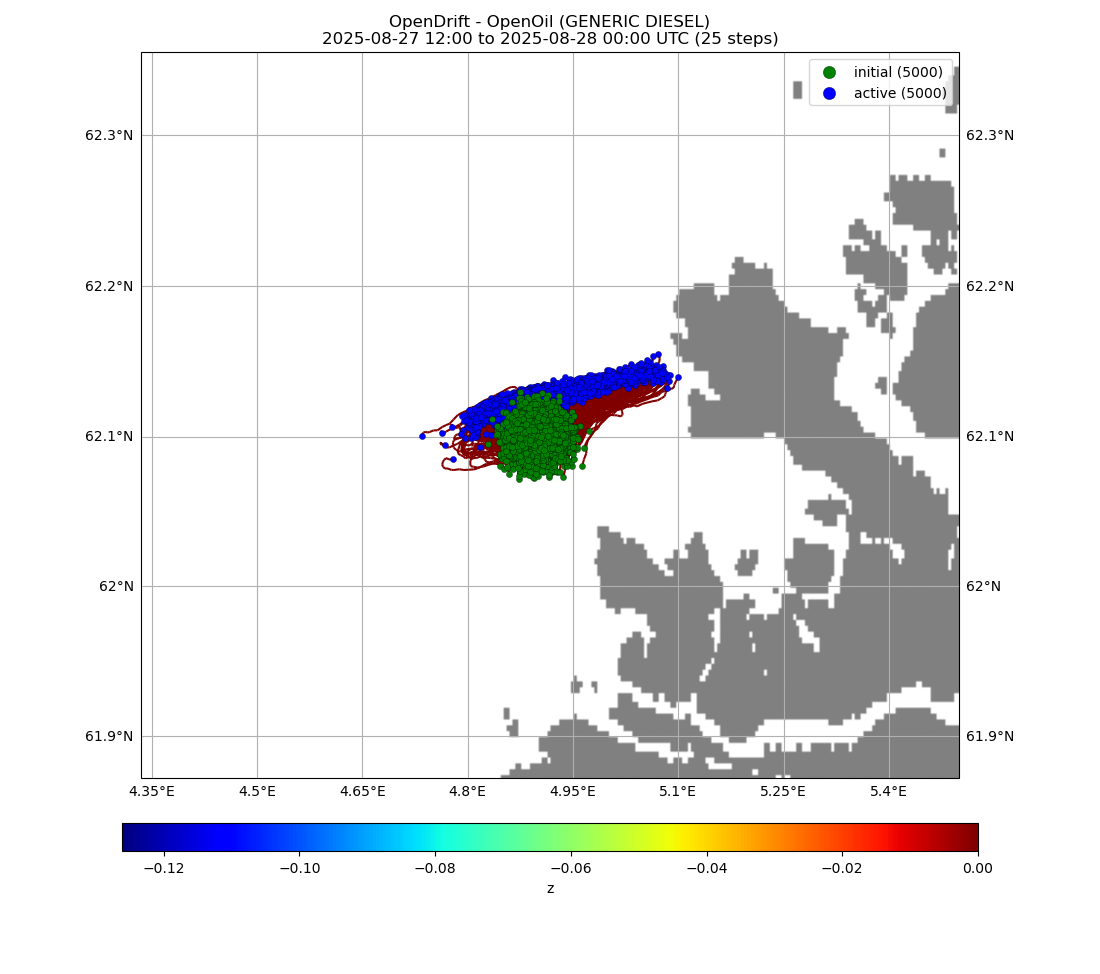 OpenDrift - OpenOil (GENERIC DIESEL)
2025-08-27 12:00 to 2025-08-28 00:00 UTC (25 steps)
initial (5000)
active (5000)
62.3°N 62.3°N
62.2°N 62.2°N
62.1°N 62.1°N
62°N 62°N
61.9°N 61.9°N
4.35°E 4.5°E 4.65°E 4.8°E 4.95°E 5.1°E 5.25°E 5.4°E
−0.12 −0.10 −0.08 −0.06 −0.04 −0.02 0.00
z